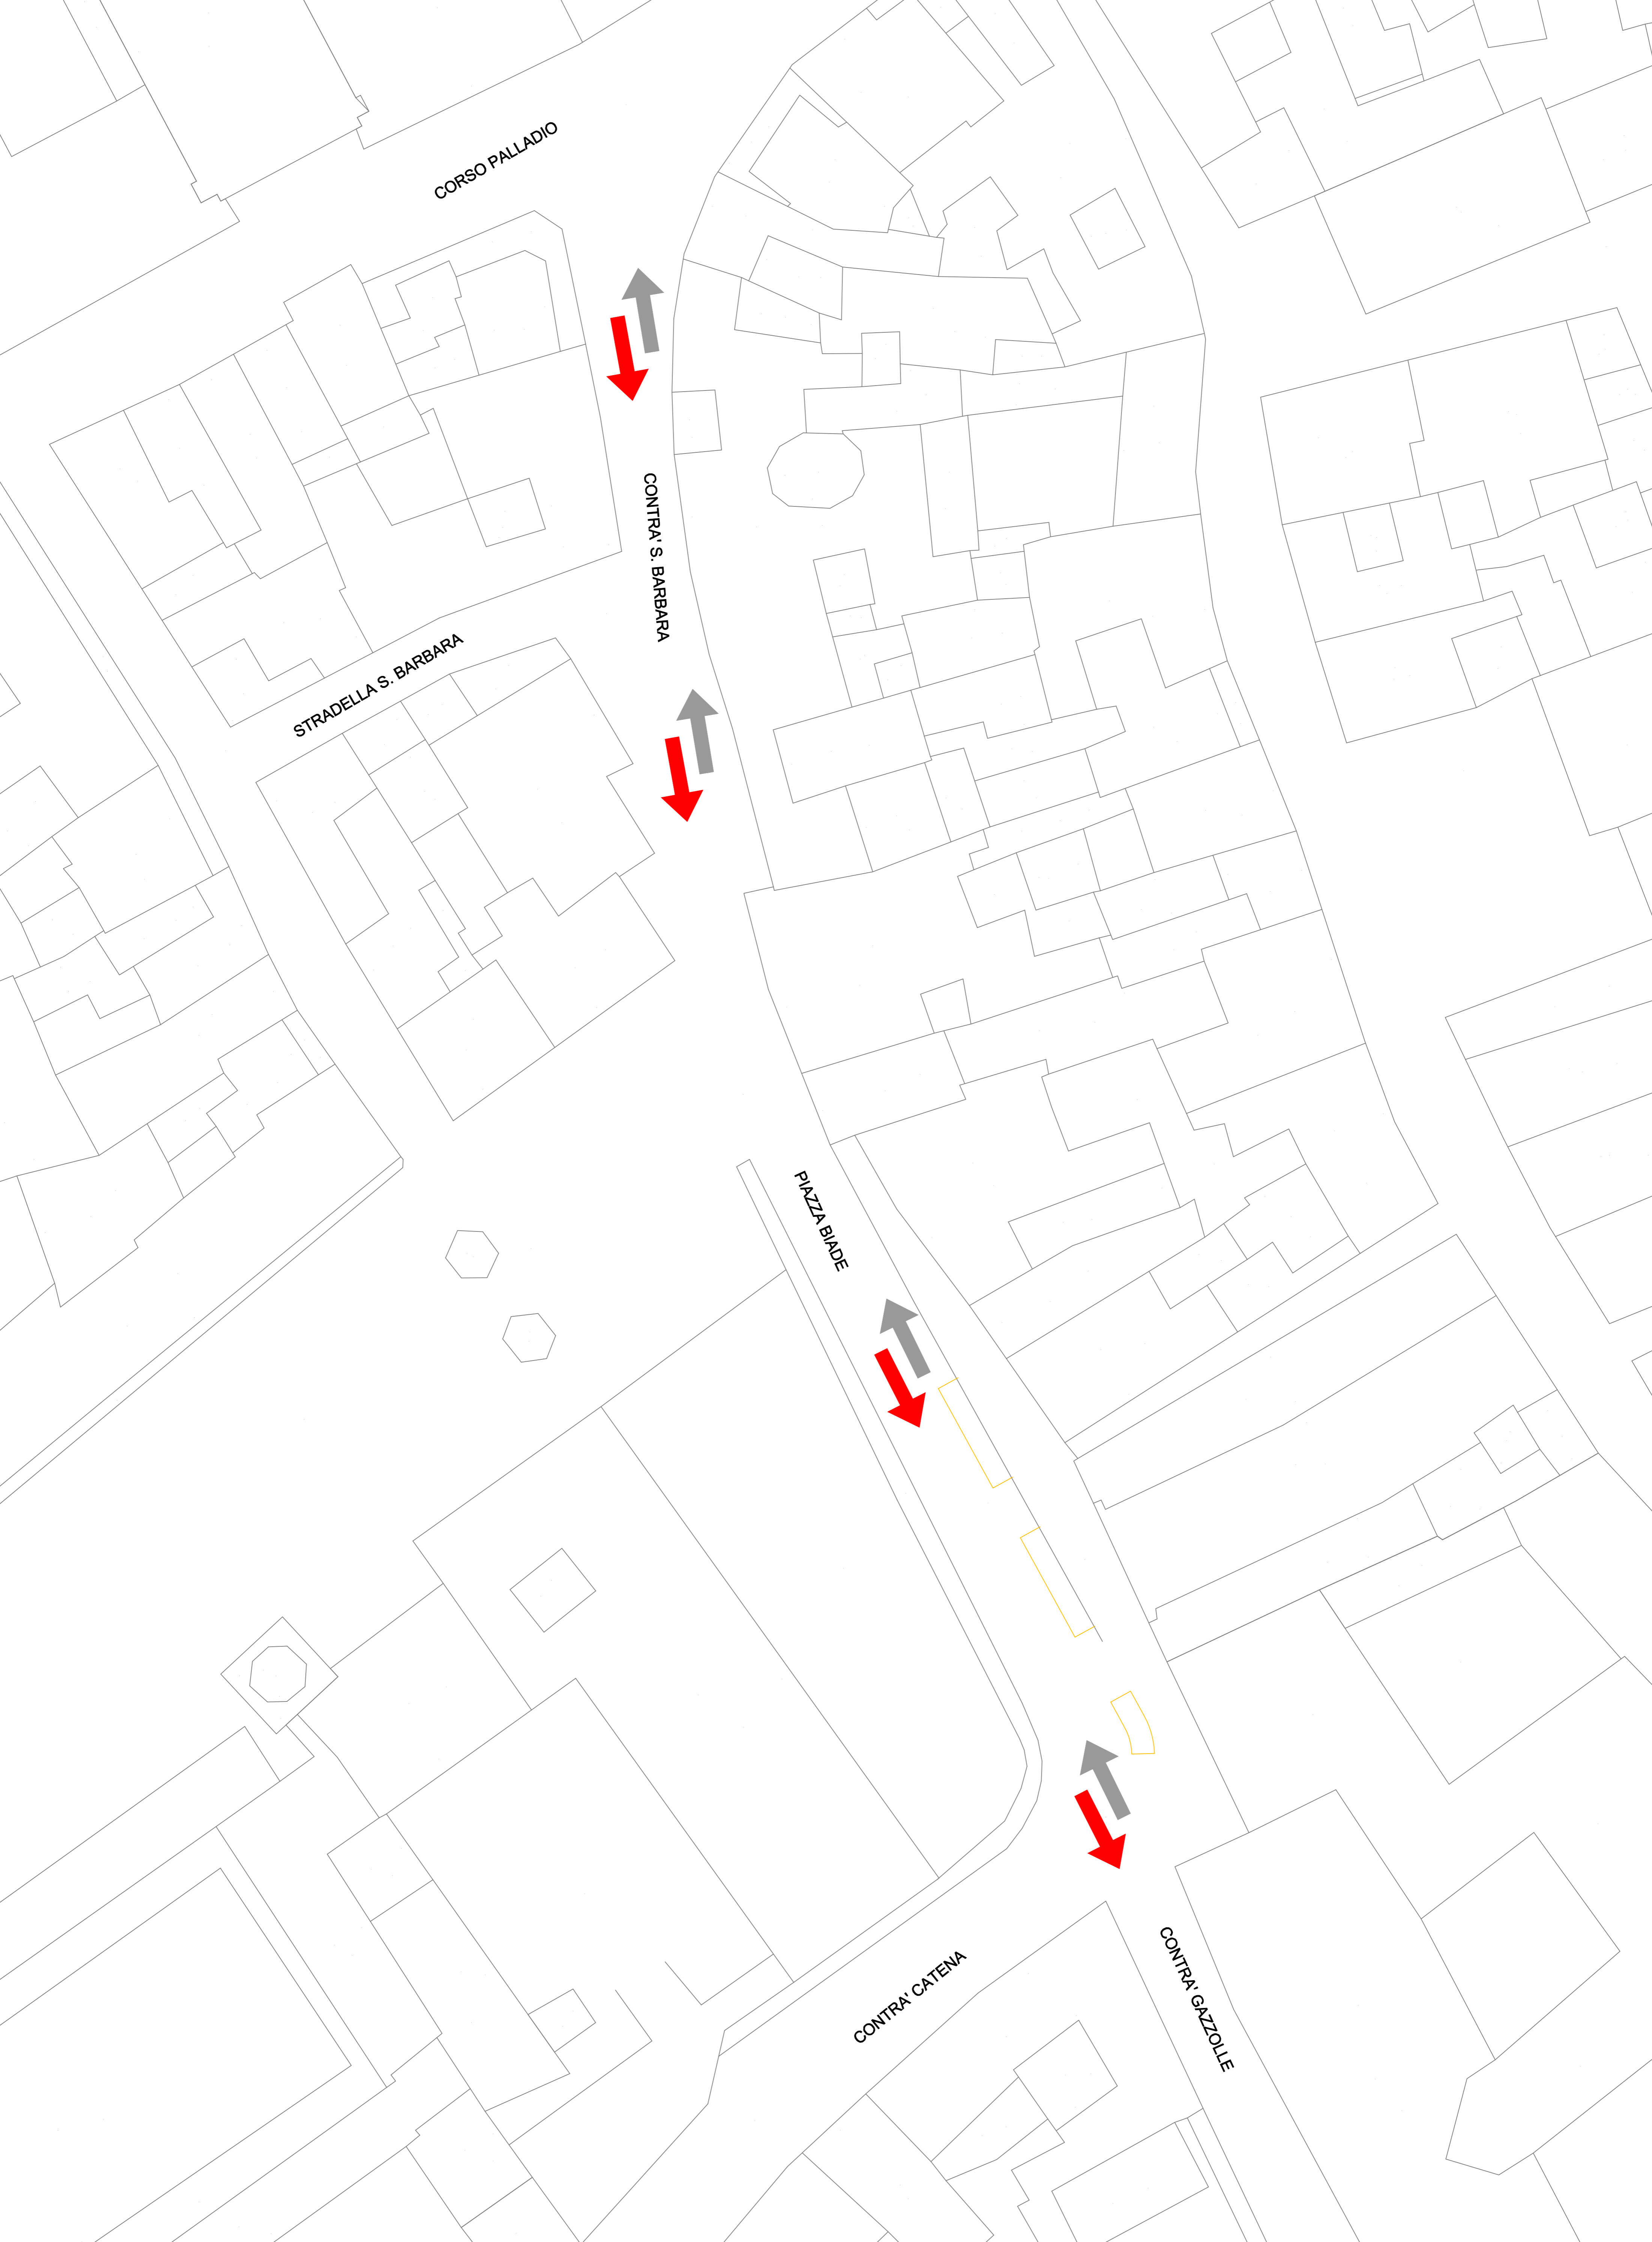 CORSO PALLADIO
CONTRA' S. BARBARA
STRADELLA S. BARBARA
PIAZZA BIADE
CONTRA' CATENA
CONTRA' GAZZOLLE